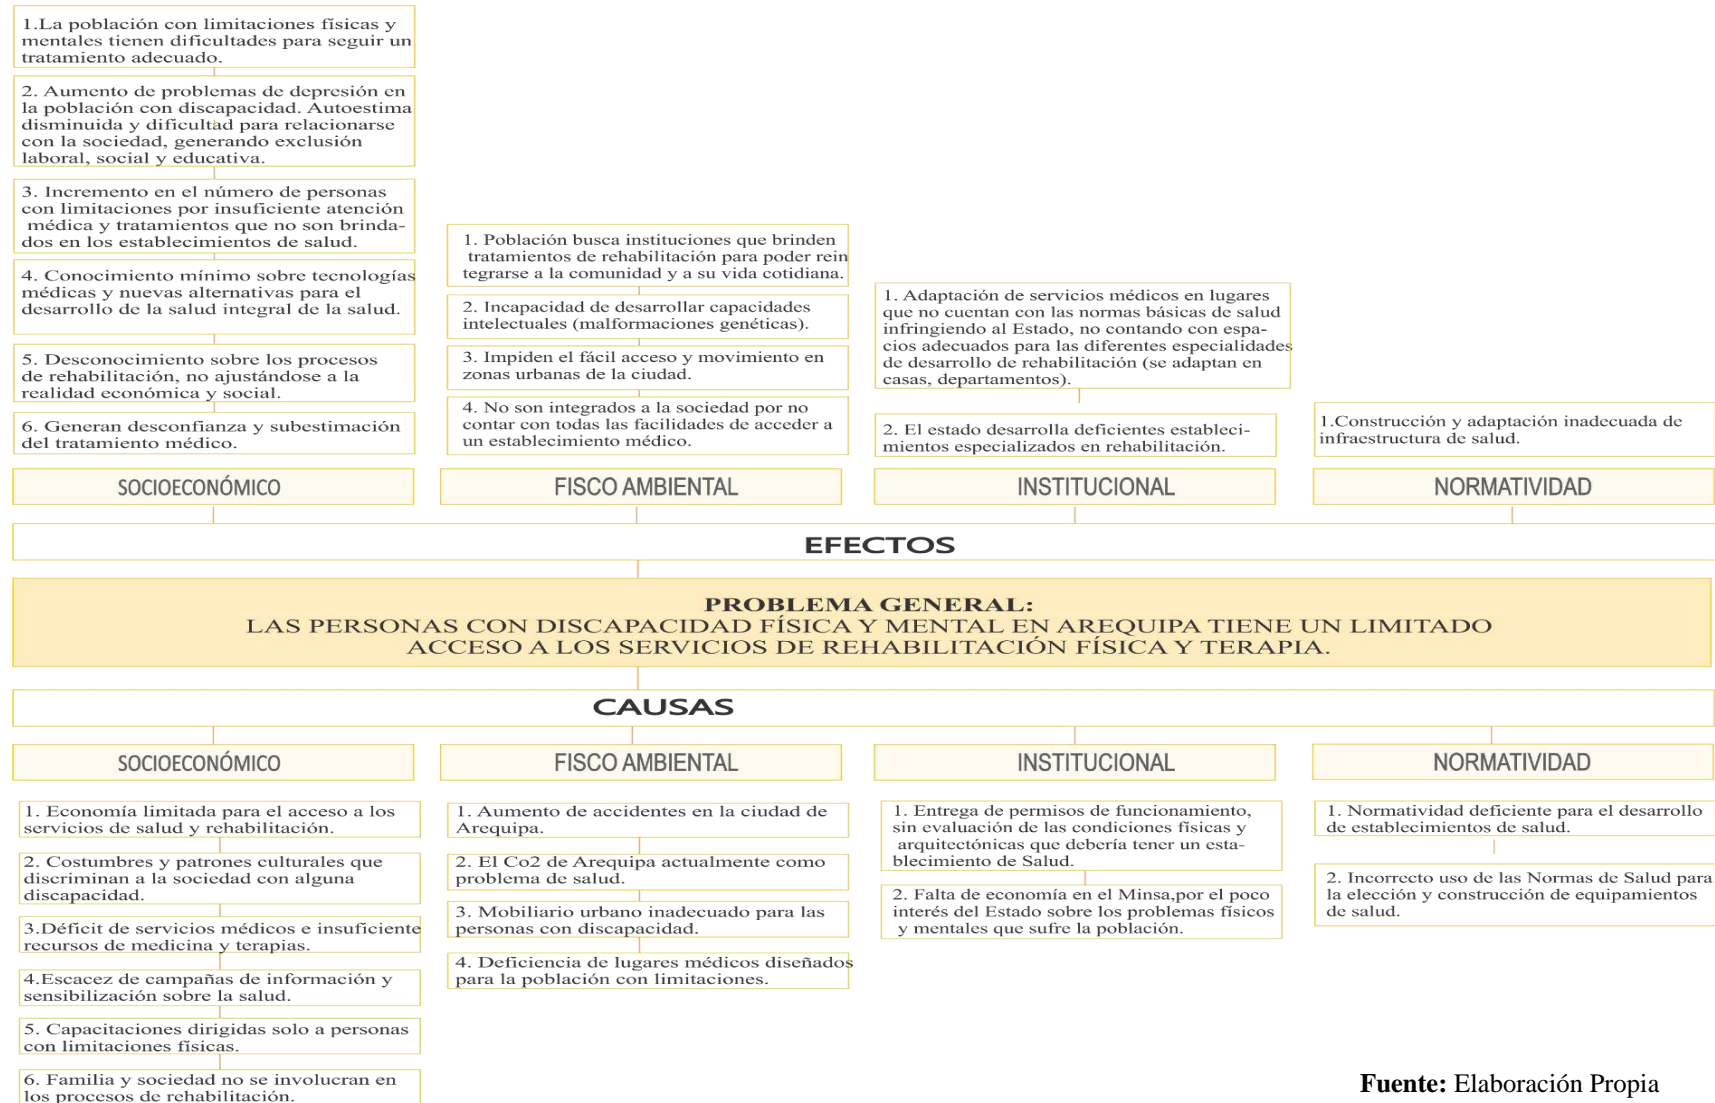 1.La población con limitaciones físicas y
mentales tienen dificultades para seguir un
tratamiento adecuado.
2. Aumento de problemas de depresión en
la población con discapacidad. Autoestima
disminuida y dificultad para relacionarse
con la sociedad, generando exclusión
laboral, social y educativa.
3. Incremento en el número de personas
con limitaciones por insuficiente atención
médica y tratamientos que no son brinda-
dos en los establecimientos de salud.
4. Conocimiento mínimo sobre tecnologías
médicas y nuevas alternativas para el
desarrollo de la salud integral de la salud.
5. Desconocimiento sobre los procesos
de rehabilitación, no ajustándose a la
realidad económica y social.
6. Generan desconfianza y subestimación
del tratamiento médico.
1. Población busca instituciones que brinden
tratamientos de rehabilitación para poder rein
tegrarse a la comunidad y a su vida cotidiana.
2. Incapacidad de desarrollar capacidades
intelectuales (malformaciones genéticas).
3. Impiden el fácil acceso y movimiento en
zonas urbanas de la ciudad.
4. No son integrados a la sociedad por no
contar con todas las facilidades de acceder a
un establecimiento médico.
1. Adaptación de servicios médicos en lugares
que no cuentan con las normas básicas de salud
infringiendo al Estado, no contando con espa-
cios adecuados para las diferentes especialidades
de desarrollo de rehabilitación (se adaptan en
casas, departamentos).
2. El estado desarrolla deficientes estableci-
mientos especializados en rehabilitación.
1.Construcción y adaptación inadecuada de
infraestructura de salud.
SOCIOECONÓMICO
FISCO AMBIENTAL
INSTITUCIONAL
NORMATIVIDAD
EFECTOS
PROBLEMA GENERAL:
LAS PERSONAS CON DISCAPACIDAD FÍSICA Y MENTAL EN AREQUIPA TIENE UN LIMITADO
ACCESO A LOS SERVICIOS DE REHABILITACIÓN FÍSICA Y TERAPIA.
CAUSAS
SOCIOECONÓMICO
FISCO AMBIENTAL
INSTITUCIONAL
NORMATIVIDAD
1. Economía limitada para el acceso a los
servicios de salud y rehabilitación.
2. Costumbres y patrones culturales que
discriminan a la sociedad con alguna
discapacidad.
3.Déficit de servicios médicos e insuficiente
recursos de medicina y terapias.
4.Escacez de campañas de información y
sensibilización sobre la salud.
5. Capacitaciones dirigidas solo a personas
con limitaciones físicas.
6. Familia y sociedad no se involucran en
los procesos de rehabilitación.
1. Aumento de accidentes en la ciudad de
Arequipa.
2. El Co2 de Arequipa actualmente como
problema de salud.
3. Mobiliario urbano inadecuado para las
personas con discapacidad.
4. Deficiencia de lugares médicos diseñados
para la población con limitaciones.
1. Entrega de permisos de funcionamiento,
sin evaluación de las condiciones físicas y
arquitectónicas que debería tener un esta-
blecimiento de Salud.
2. Falta de economía en el Minsa,por el poco
interés del Estado sobre los problemas físicos
y mentales que sufre la población.
1. Normatividad deficiente para el desarrollo
de establecimientos de salud.
2. Incorrecto uso de las Normas de Salud para
la elección y construcción de equipamientos
de salud.
Fuente: Elaboración Propia